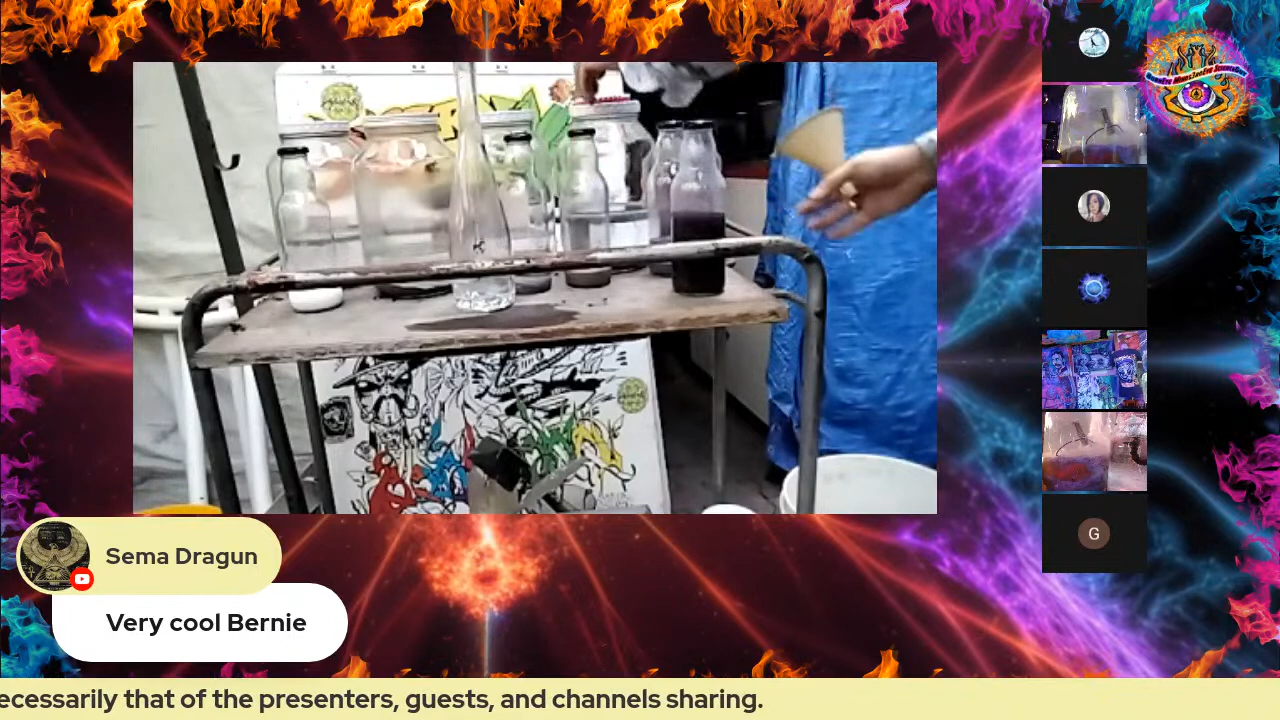 G
Sema Dragun
Very cool Bernie
ecessarily that of the presenters, guests, and channels sharing.